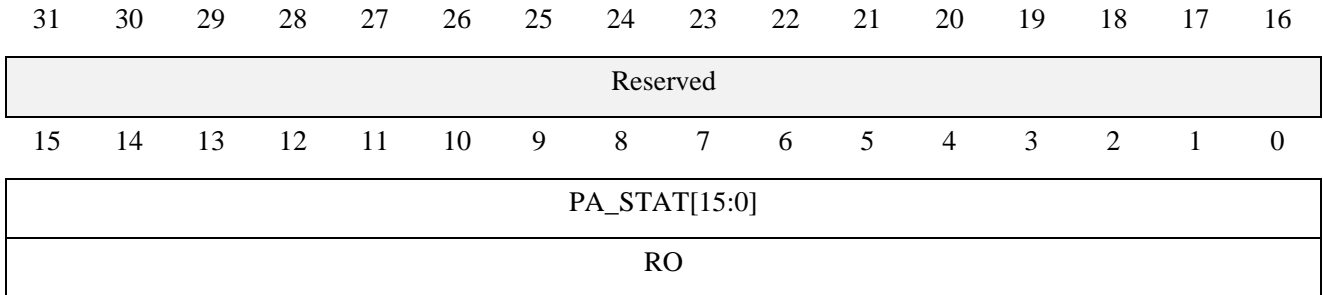 31 30 29 28 27 26 25 24 23 22 21 20 19 18 17 16
Reserved
15 14 13 12 11 10 9 8 7 6 5 4 3 2 1 0
PA_STAT[15:0]
RO